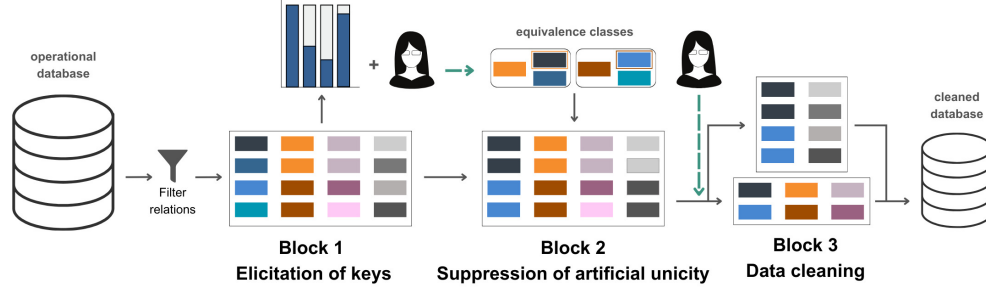 operational
database
Filter
relations
+
equivalence classes
cleaned
database
Block 1
Elicitation of keys
Block 2
Suppression of artificial unicity
Block 3
Data cleaning